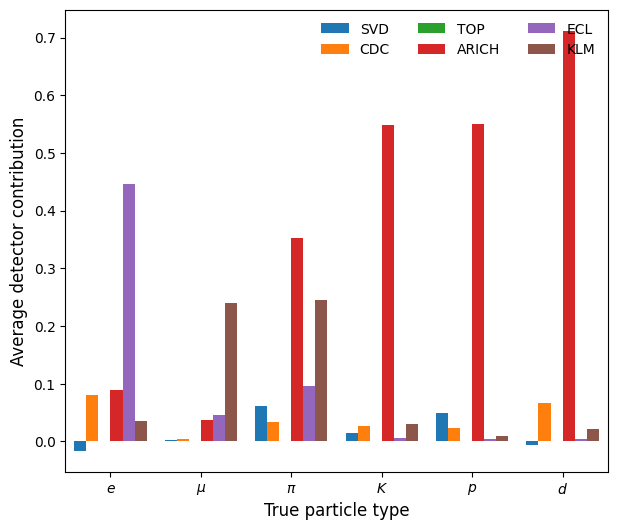 SVD TOP ECL
CDC ARICH KLM
Average detector contribution
0.7
0.6
0.5
0.4
0.3
0.2
0.1
0.0
e μ π K p d
True particle type